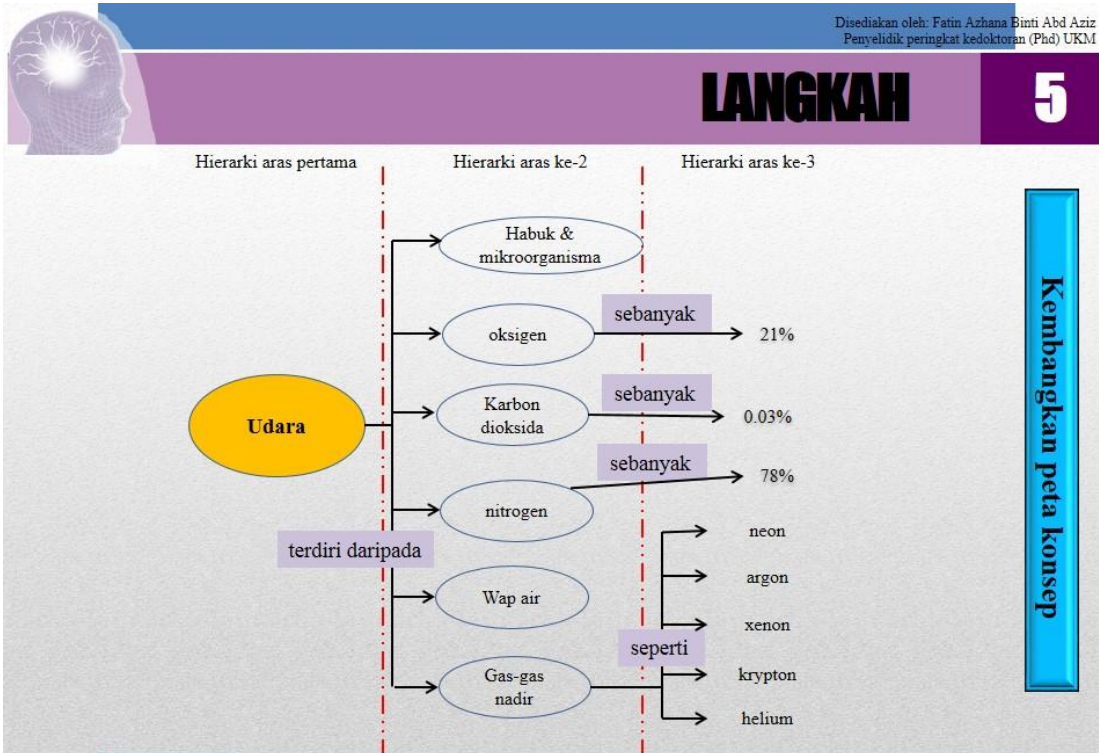 Disediakan oleh: Fatin Azhana Binti Abd Aziz
Penyelidik peringkat kedoktoran (Phd) UKM
LANGKAH 5
Hierarki aras pertama
Hierarki aras ke-2
Hierarki aras ke-3
Habuk &
mikroorganisma
oksigen
sebanyak
21%
Karbon
dioksida
sebanyak
0.03%
Udara
sebanyak
78%
nitrogen
terdiri daripada
Wap air
Gas-gas
nadir
seperti
neon
argon
xenon
krypton
helium
Kembangkan peta konsep